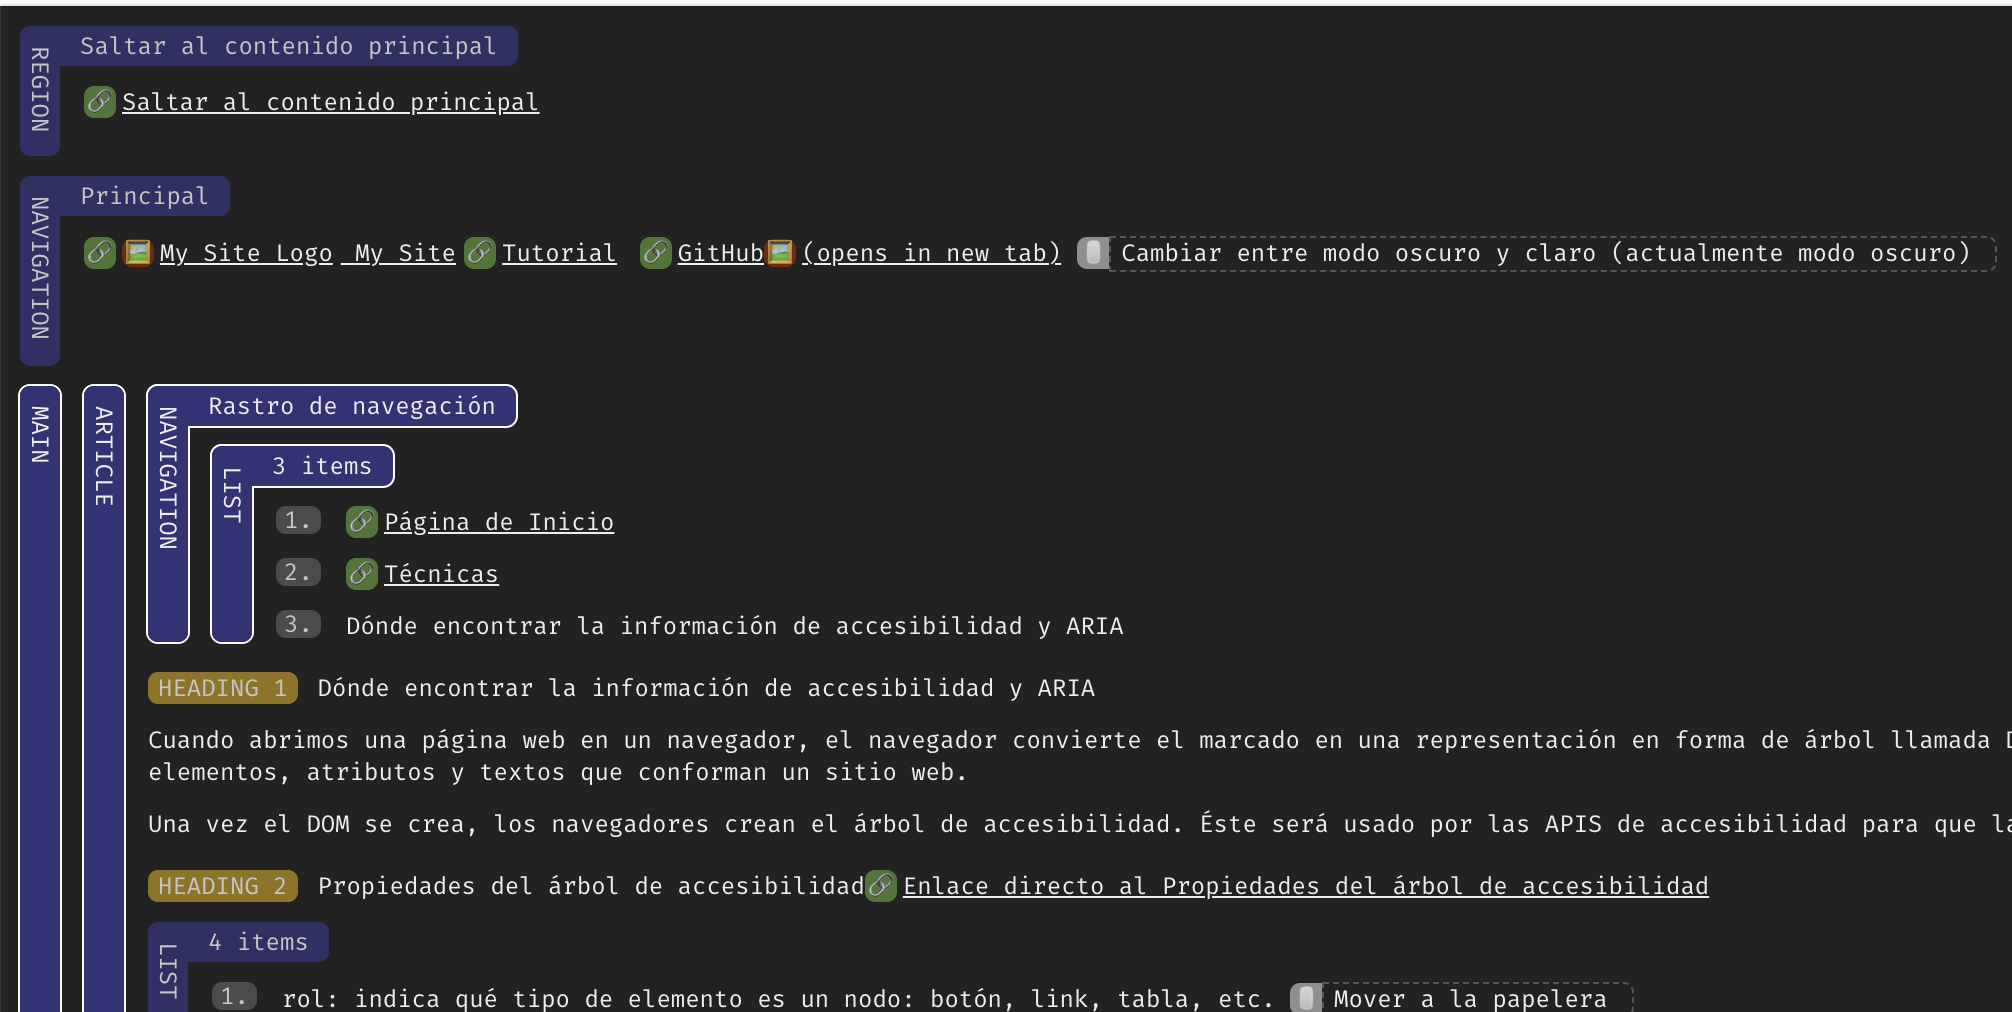 REGION
Saltar al contenido principal
Saltar al contenido principal
NAVIGATION
Principal
My Site Logo My Site Tutorial GitHub (opens in new tab) Cambiar entre modo oscuro y claro (actualmente modo oscuro)
MAIN
ARTICLE
NAVIGATION
Rastro de navegación
LIST
3 items
1. Página de Inicio
2. Técnicas
3. Dónde encontrar la información de accesibilidad y ARIA
HEADING 1 Dónde encontrar la información de accesibilidad y ARIA
Cuando abrimos una página web en un navegador, el navegador convierte el marcado en una representación en forma de árbol llamada
elementos, atributos y textos que conforman un sitio web.
Una vez el DOM se crea, los navegadores crean el árbol de accesibilidad. Éste será usado por las APIS de accesibilidad para que
HEADING 2 Propiedades del árbol de accesibilidad Enlace directo al Propiedades del árbol de accesibilidad
LIST
4 items
1. rol: indica qué tipo de elemento es un nodo: botón, link, tabla, etc. Mover a la papelera